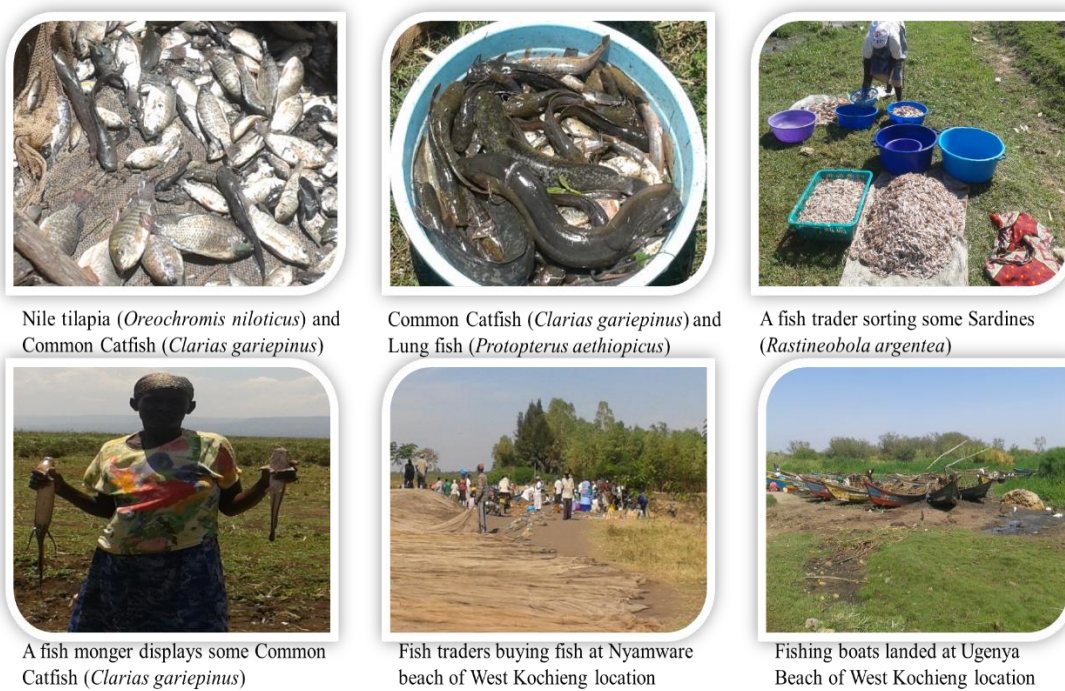 Nile tilapia (Oreochromis niloticus) and
Common Catfish (Clarias gariepinus)
Common Catfish (Clarias gariepinus) and
Lung fish (Protopterus aethiopicus)
A fish trader sorting some Sardines
(Rastineobola argentea)
A fish monger displays some Common
Catfish (Clarias gariepinus)
Fish traders buying fish at Nyamware
beach of West Kochieng location
Fishing boats landed at Ugenya
Beach of West Kochieng location